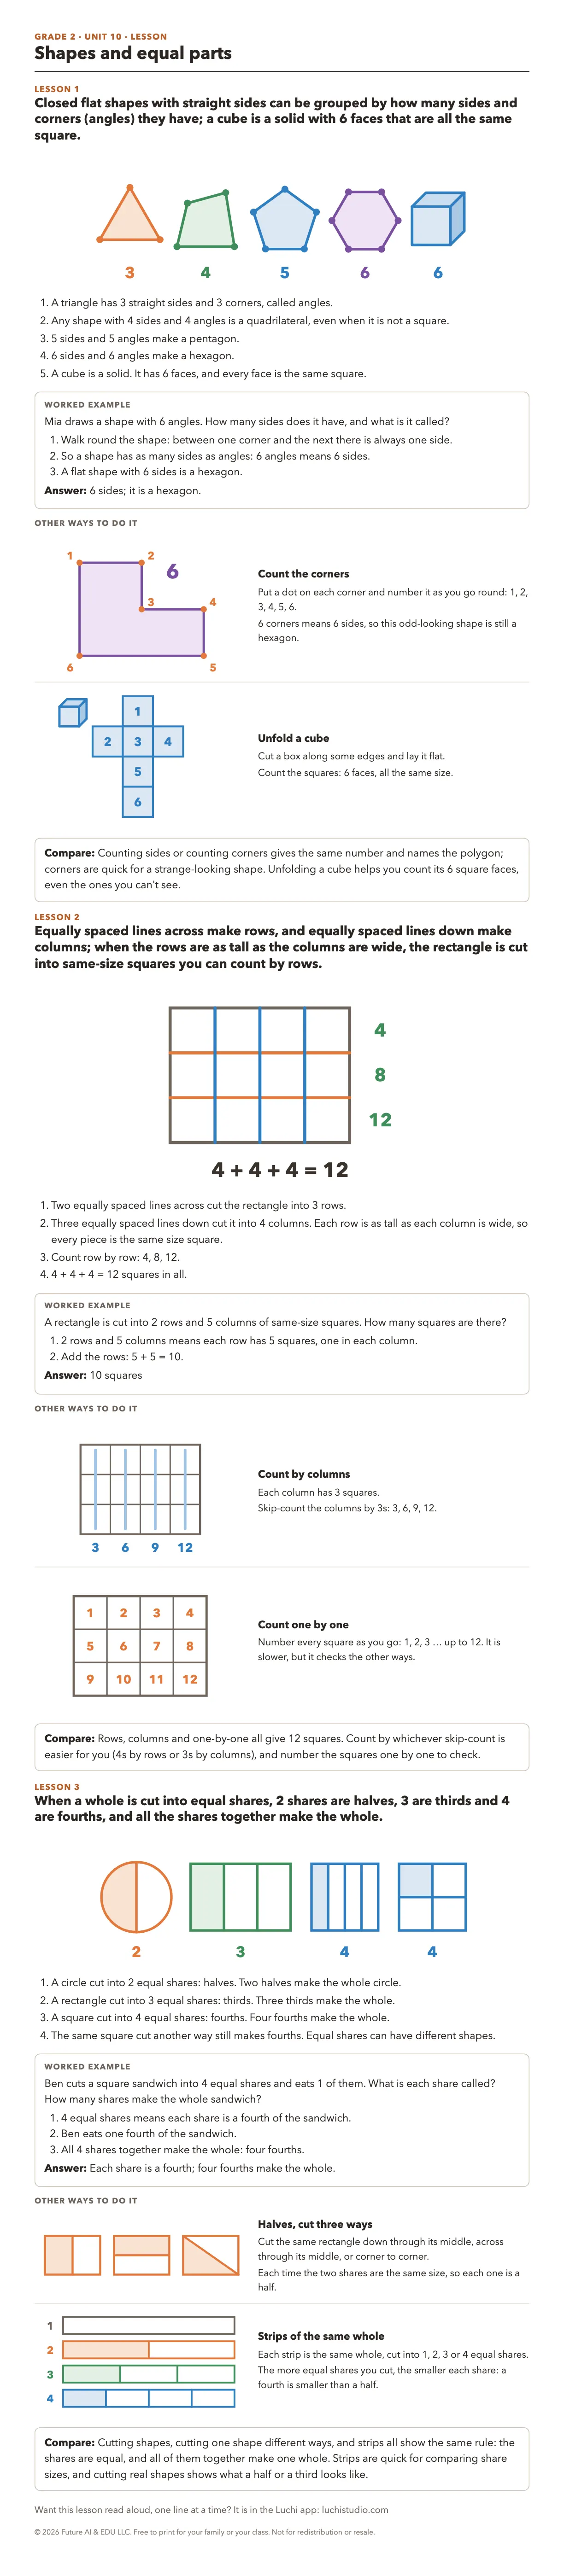 GRADE 2 · UNIT 10 · LESSON
Shapes and equal parts
LESSON 1
Closed flat shapes with straight sides can be grouped by how many sides and
corners (angles) they have; a cube is a solid with 6 faces that are all the same
square.
3 4 5 6 6
1. A triangle has 3 straight sides and 3 corners, called angles.
2. Any shape with 4 sides and 4 angles is a quadrilateral, even when it is not a square.
3. 5 sides and 5 angles make a pentagon.
4. 6 sides and 6 angles make a hexagon.
5. A cube is a solid. It has 6 faces, and every face is the same square.
WORKED EXAMPLE
Mia draws a shape with 6 angles. How many sides does it have, and what is it called?
1. Walk round the shape: between one corner and the next there is always one side.
2. So a shape has as many sides as angles: 6 angles means 6 sides.
3. A flat shape with 6 sides is a hexagon.
Answer: 6 sides; it is a hexagon.
OTHER WAYS TO DO IT
1 2
6
3 4
6 5
Count the corners
Put a dot on each corner and number it as you go round: 1, 2,
3, 4, 5, 6.
6 corners means 6 sides, so this odd-looking shape is still a
hexagon.
1
2 3 4
5
6
Unfold a cube
Cut a box along some edges and lay it flat.
Count the squares: 6 faces, all the same size.
Compare: Counting sides or counting corners gives the same number and names the polygon;
corners are quick for a strange-looking shape. Unfolding a cube helps you count its 6 square faces,
even the ones you can't see.
LESSON 2
Equally spaced lines across make rows, and equally spaced lines down make
columns; when the rows are as tall as the columns are wide, the rectangle is cut
into same-size squares you can count by rows.
4
8
12
4 + 4 + 4 = 12
1. Two equally spaced lines across cut the rectangle into 3 rows.
2. Three equally spaced lines down cut it into 4 columns. Each row is as tall as each column is wide, so
every piece is the same size square.
3. Count row by row: 4, 8, 12.
4. 4 + 4 + 4 = 12 squares in all.
WORKED EXAMPLE
A rectangle is cut into 2 rows and 5 columns of same-size squares. How many squares are there?
1. 2 rows and 5 columns means each row has 5 squares, one in each column.
2. Add the rows: 5 + 5 = 10.
Answer: 10 squares
OTHER WAYS TO DO IT
3 6 9 12
Count by columns
Each column has 3 squares.
Skip-count the columns by 3s: 3, 6, 9, 12.
1 2 3 4
5 6 7 8
9 10 11 12
Count one by one
Number every square as you go: 1, 2, 3 … up to 12. It is
slower, but it checks the other ways.
Compare: Rows, columns and one-by-one all give 12 squares. Count by whichever skip-count is
easier for you (4s by rows or 3s by columns), and number the squares one by one to check.
LESSON 3
When a whole is cut into equal shares, 2 shares are halves, 3 are thirds and 4
are fourths, and all the shares together make the whole.
2 3 4 4
1. A circle cut into 2 equal shares: halves. Two halves make the whole circle.
2. A rectangle cut into 3 equal shares: thirds. Three thirds make the whole.
3. A square cut into 4 equal shares: fourths. Four fourths make the whole.
4. The same square cut another way still makes fourths. Equal shares can have different shapes.
WORKED EXAMPLE
Ben cuts a square sandwich into 4 equal shares and eats 1 of them. What is each share called?
How many shares make the whole sandwich?
1. 4 equal shares means each share is a fourth of the sandwich.
2. Ben eats one fourth of the sandwich.
3. All 4 shares together make the whole: four fourths.
Answer: Each share is a fourth; four fourths make the whole.
OTHER WAYS TO DO IT
Halves, cut three ways
Cut the same rectangle down through its middle, across
through its middle, or corner to corner.
Each time the two shares are the same size, so each one is a
half.
1
2
3
4
Strips of the same whole
Each strip is the same whole, cut into 1, 2, 3 or 4 equal shares.
The more equal shares you cut, the smaller each share: a
fourth is smaller than a half.
Compare: Cutting shapes, cutting one shape different ways, and strips all show the same rule: the
shares are equal, and all of them together make one whole. Strips are quick for comparing share
sizes, and cutting real shapes shows what a half or a third looks like.
Want this lesson read aloud, one line at a time? It is in the Luchi app: luchistudio.com
© 2026 Future AI & EDU LLC. Free to print for your family or your class. Not for redistribution or resale.